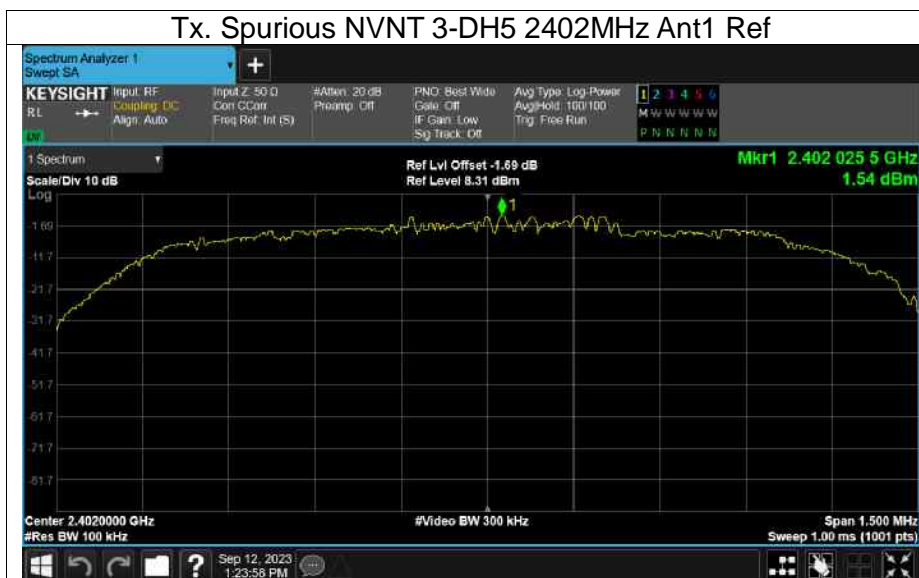 Tx. Spurious NVNT 3-DH5 2402MHz Ant1 Ref
Spectrum Analyzer 1
Swept SA
+
KEYSIGHT
RL
Input: RF
Coupling: DC
Align: Auto
Input Z: 50 Ω
Corr CCorr
Freq Ref: Int (S)
#Atten: 20 dB
Preamp: Off
PNO: Best Wide
Gate: Off
IF Gain: Low
Sig Track: Off
Avg Type: Log-Power
Avg|Hold: 100/100
Trig: Free Run
1 2 3 4 5 6
M W W W W W
P N N N N N
1 Spectrum
Scale/Div 10 dB
Log
Ref Lvl Offset -1.69 dB
Ref Level 8.31 dBm
Mkr1 2.402 025 5 GHz
1.54 dBm
1
-1.69
-11.7
-21.7
-31.7
-41.7
-51.7
-61.7
-71.7
-81.7
Center 2.4020000 GHz
#Res BW 100 kHz
#Video BW 300 kHz
Span 1.500 MHz
Sweep 1.00 ms (1001 pts)
?
Sep 12, 2023
1:23:58 PM